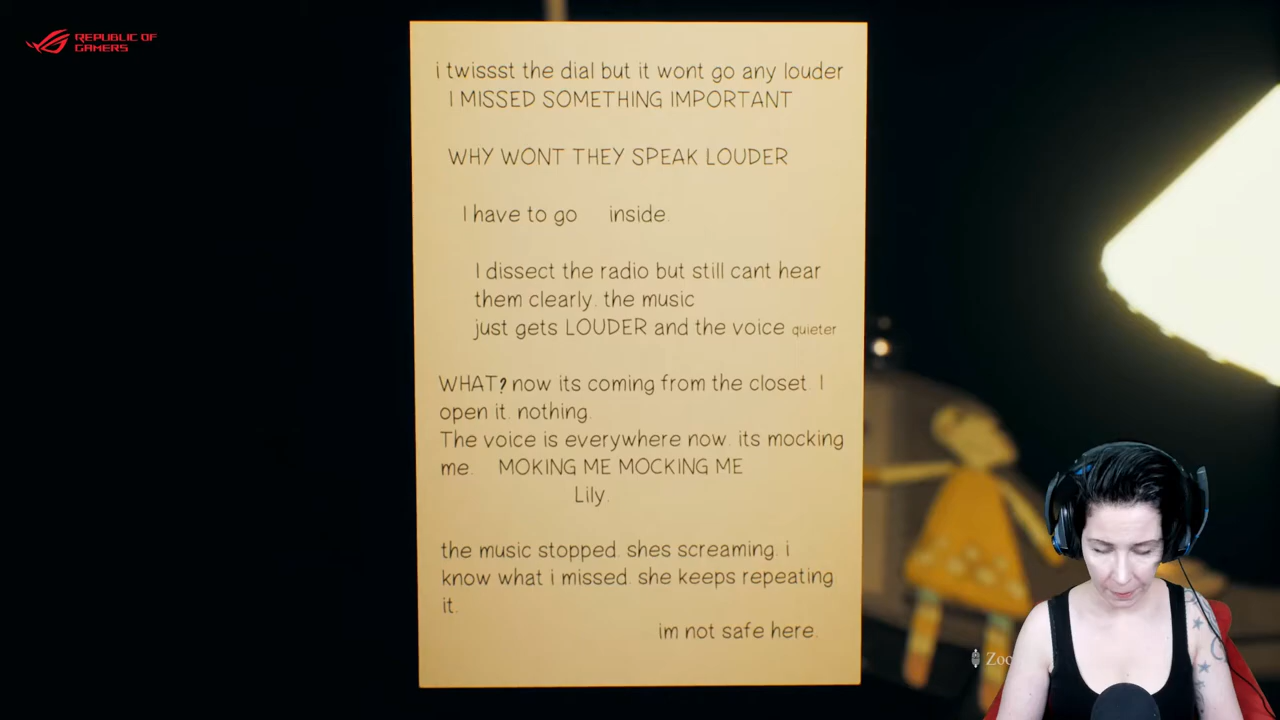 REPUBLIC OF
GAMERS
i twissst the dial but it wont go any louder
I MISSED SOMETHING IMPORTANT
WHY WONT THEY SPEAK LOUDER
I have to go inside
I dissect the radio but still cant hear
them clearly. the music
just gets LOUDER and the voice quieter
WHAT? now its coming from the closet. I
open it. nothing.
The voice is everywhere now. its mocking
me. MOKING ME MOCKING ME
Lily.
the music stopped. shes screaming. i
know what i missed. she keeps repeating
it.
im not safe here.